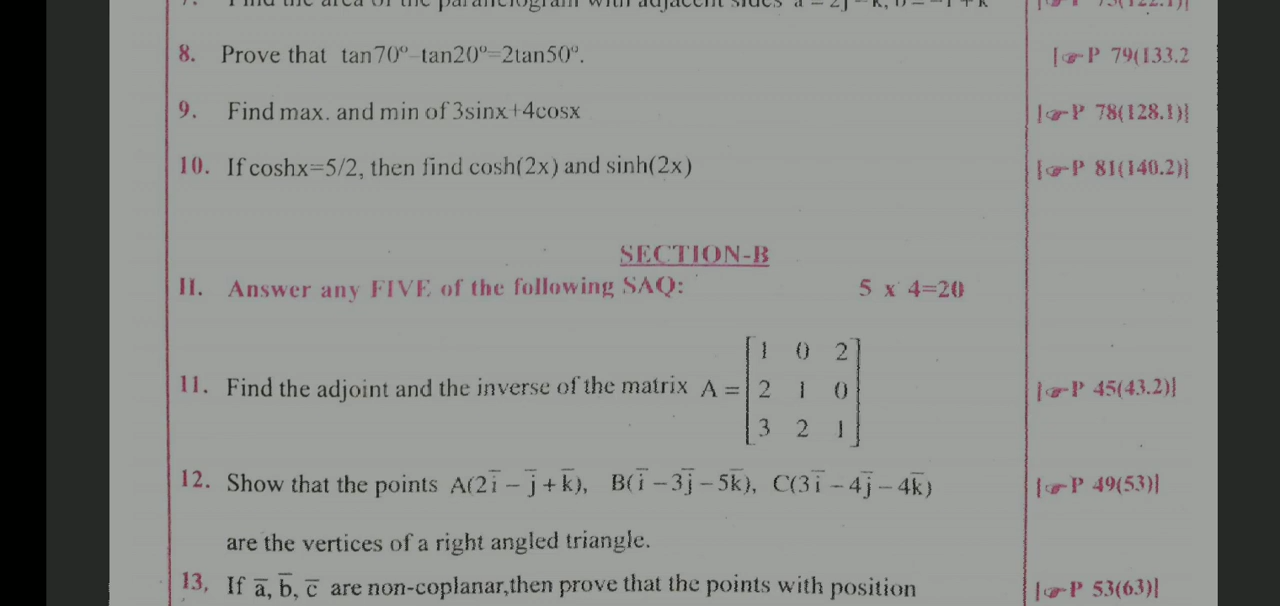 8. Prove that tan70º–tan20º=2tan50º. [☞P 79(133.2
9. Find max. and min of 3sinx+4cosx [☞P 78(128.1)]
10. If coshx=5/2, then find cosh(2x) and sinh(2x) [☞P 81(140.2)]
SECTION-B
II. Answer any FIVE of the following SAQ: 5 x 4=20
11. Find the adjoint and the inverse of the matrix A = [1 0 2
2 1 0
3 2 1] [☞P 45(43.2)]
12. Show that the points A(2i̅ – j̅ + k̅), B(i̅ – 3j̅ – 5k̅), C(3i̅ – 4j̅ – 4k̅) [☞P 49(53)]
are the vertices of a right angled triangle.
13. If a̅, b̅, c̅ are non-coplanar,then prove that the points with position [☞P 53(63)]